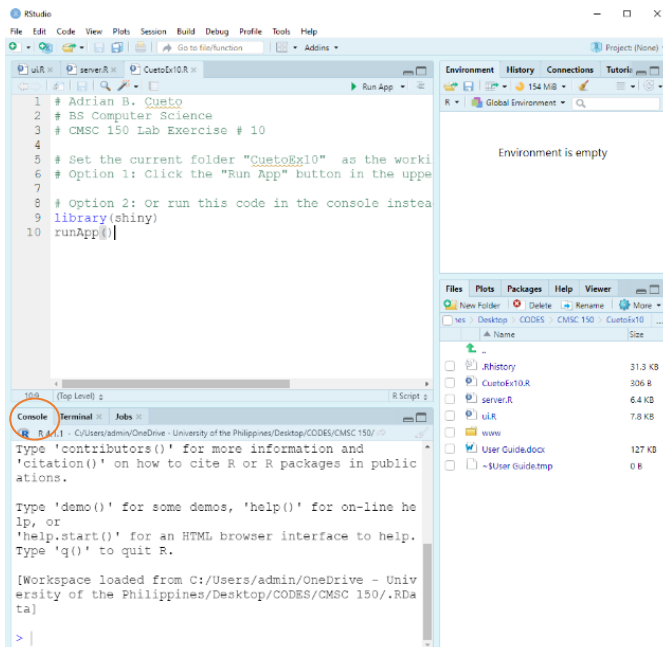 RStudio
File Edit Code View Plots Session Build Debug Profile Tools Help
Go to file/function Addins Project: (None)
ui.R server.R CuetoEx10.R
Run App
1 # Adrian B. Cueto
2 # BS Computer Science
3 # CMSC 150 Lab Exercise # 10
4
5 # Set the current folder "CuetoEx10" as the worki
6 # Option 1: Click the "Run App" button in the uppe
7
8 # Option 2: Or run this code in the console instea
9 library(shiny)
10 runApp()
10:9 (Top Level) R Script
Console Terminal Jobs
R 4.1.1 - C:/Users/admin/OneDrive - University of the Philippines/Desktop/CODES/CMSC 150/
Type 'contributors()' for more information and
'citation()' on how to cite R or R packages in public
ations.
Type 'demo()' for some demos, 'help()' for on-line he
lp, or
'help.start()' for an HTML browser interface to help.
Type 'q()' to quit R.
[Workspace loaded from C:/Users/admin/OneDrive - Univ
ersity of the Philippines/Desktop/CODES/CMSC 150/.RDa
ta]
>
Environment History Connections Tutoria
154 MiB
R Global Environment
Environment is empty
Files Plots Packages Help Viewer
New Folder Delete Rename More
Desktop CODES CMSC 150 CuetoEx10 ...
Name Size
..
.Rhistory 31.3 KB
CuetoEx10.R 306 B
server.R 6.4 KB
ui.R 7.8 KB
www
User Guide.docx 127 KB
~$User Guide.tmp 0 B